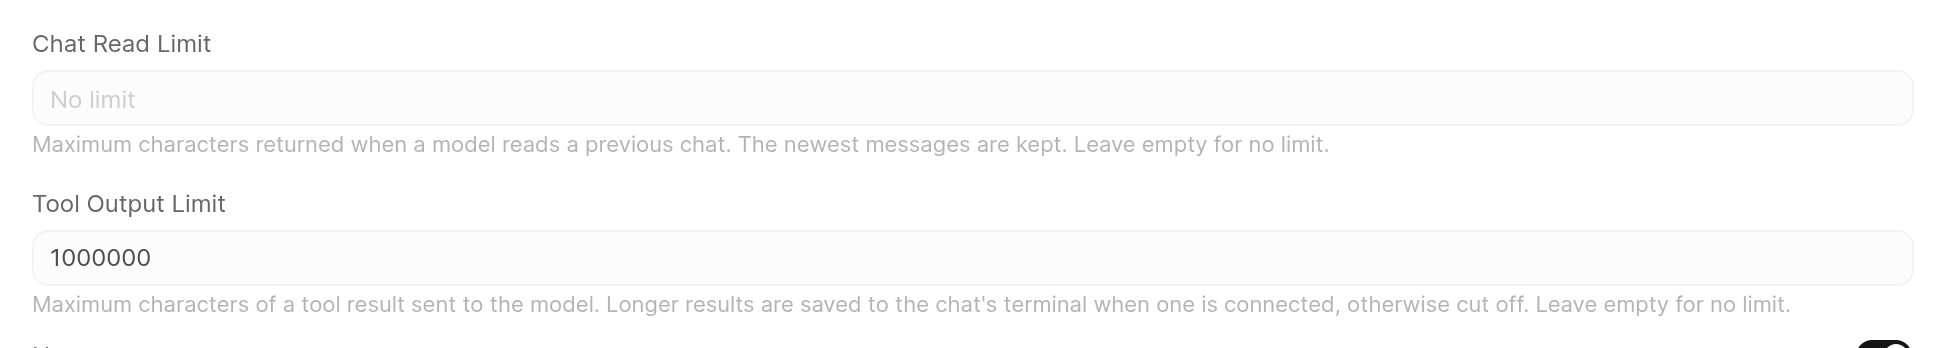 Chat Read Limit
No limit
Maximum characters returned when a model reads a previous chat. The newest messages are kept. Leave empty for no limit.
Tool Output Limit
1000000
Maximum characters of a tool result sent to the model. Longer results are saved to the chat's terminal when one is connected, otherwise cut off. Leave empty for no limit.